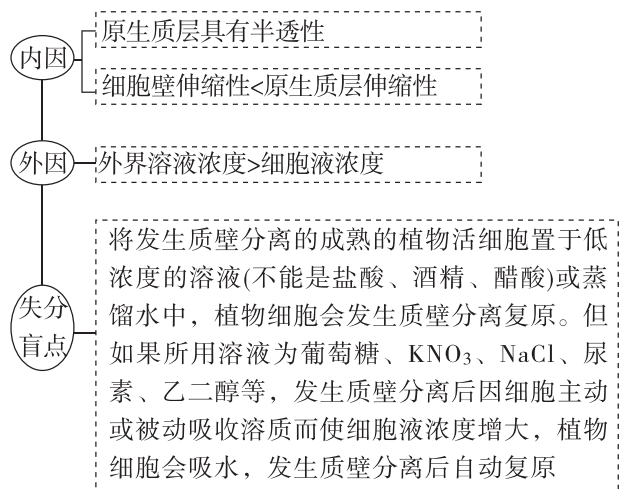 原生质层具有半透性
内因
细胞壁伸缩性<原生质层伸缩性
外因
外界溶液浓度>细胞液浓度
失分
盲点
将发生质壁分离的成熟的植物活细胞置于低
浓度的溶液(不能是盐酸、酒精、醋酸)或蒸
馏水中，植物细胞会发生质壁分离复原。但
如果所用溶液为葡萄糖、KNO₃、NaCl、尿
素、乙二醇等，发生质壁分离后因细胞主动
或被动吸收溶质而使细胞液浓度增大，植物
细胞会吸水，发生质壁分离后自动复原